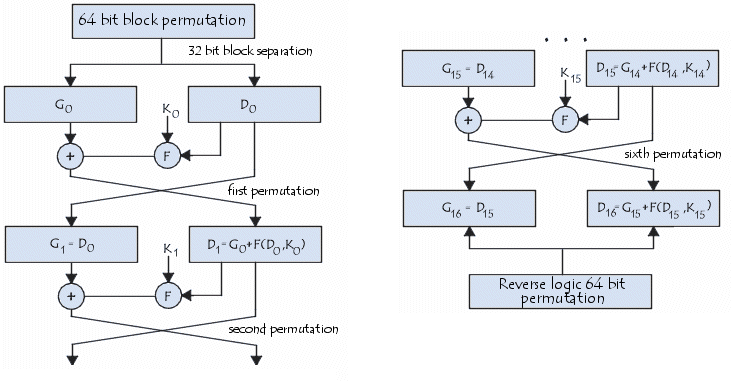 64 bit block permutation
32 bit block separation
G0
K0
D0
+
F
first permutation
G1 = D0
K1
D1=G0+F(D0,K0)
+
F
second permutation
. . .
G15 = D14
K15
D15=G14+F(D14,K14)
+
F
sixth permutation
G16 = D15
D16=G15+F(D15,K15)
Reverse logic 64 bit
permutation